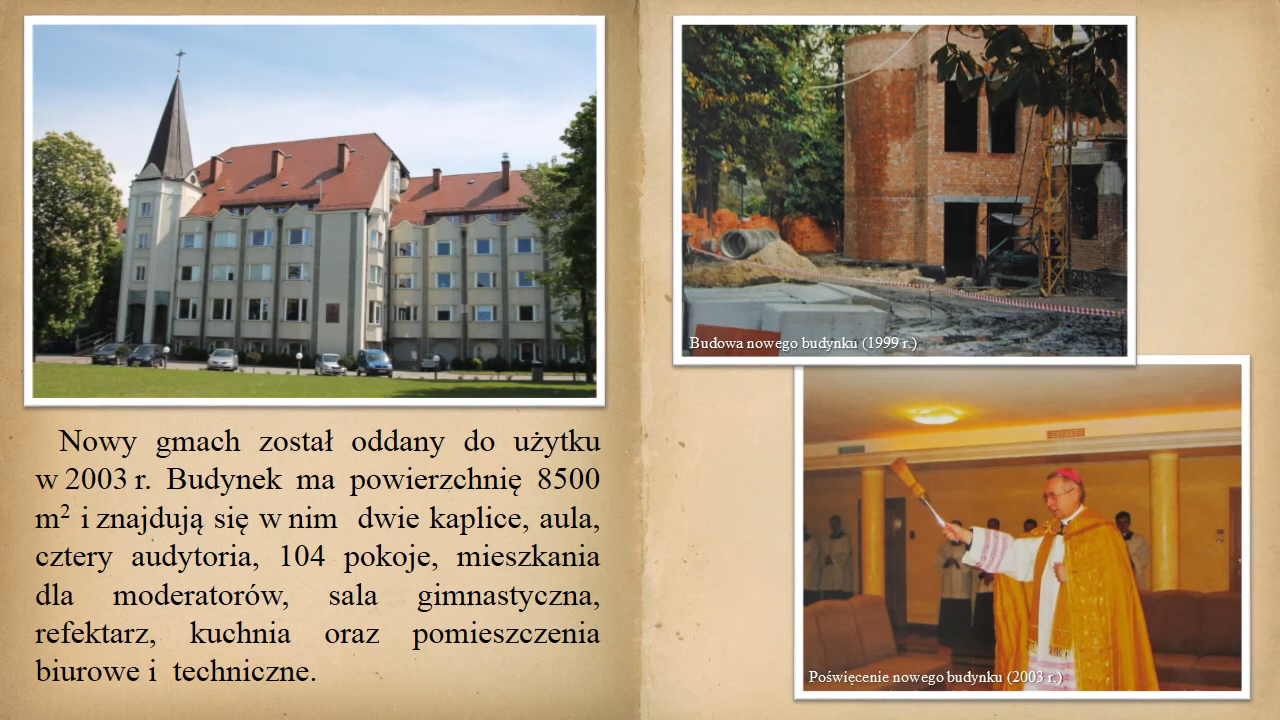 Nowy gmach został oddany do użytku
w 2003 r. Budynek ma powierzchnię 8500
m² i znajdują się w nim dwie kaplice, aula,
cztery audytoria, 104 pokoje, mieszkania
dla moderatorów, sala gimnastyczna,
refektarz, kuchnia oraz pomieszczenia
biurowe i techniczne.
Budowa nowego budynku (1999 r.)
Poświęcenie nowego budynku (2003 r.)